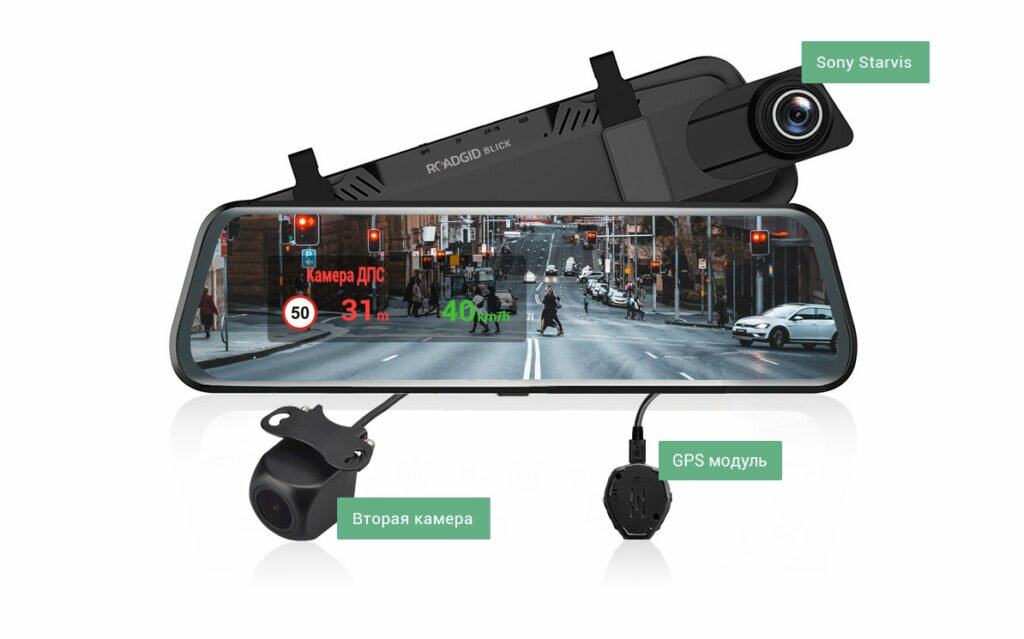 Sony Starvis
ROADGID BLICK
Камера ДПС
50
31 m
40 km/h
GPS модуль
Вторая камера